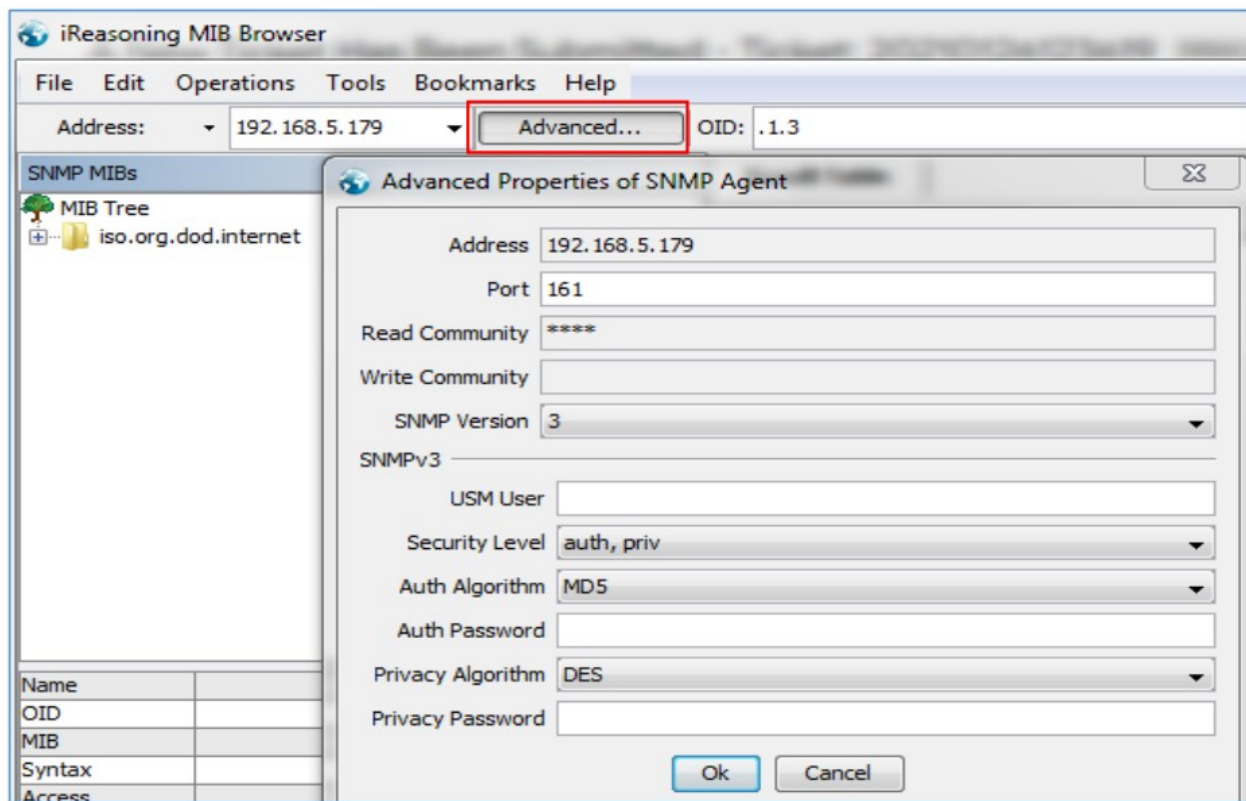 iReasoning MIB Browser
File Edit Operations Tools Bookmarks Help
Address: 192.168.5.179 Advanced... OID: .1.3
SNMP MIBs
MIB Tree
iso.org.dod.internet
Advanced Properties of SNMP Agent
Address 192.168.5.179
Port 161
Read Community ****
Write Community
SNMP Version 3
SNMPv3
USM User
Security Level auth, priv
Auth Algorithm MD5
Auth Password
Privacy Algorithm DES
Privacy Password
Ok Cancel
Name
OID
MIB
Syntax
Access